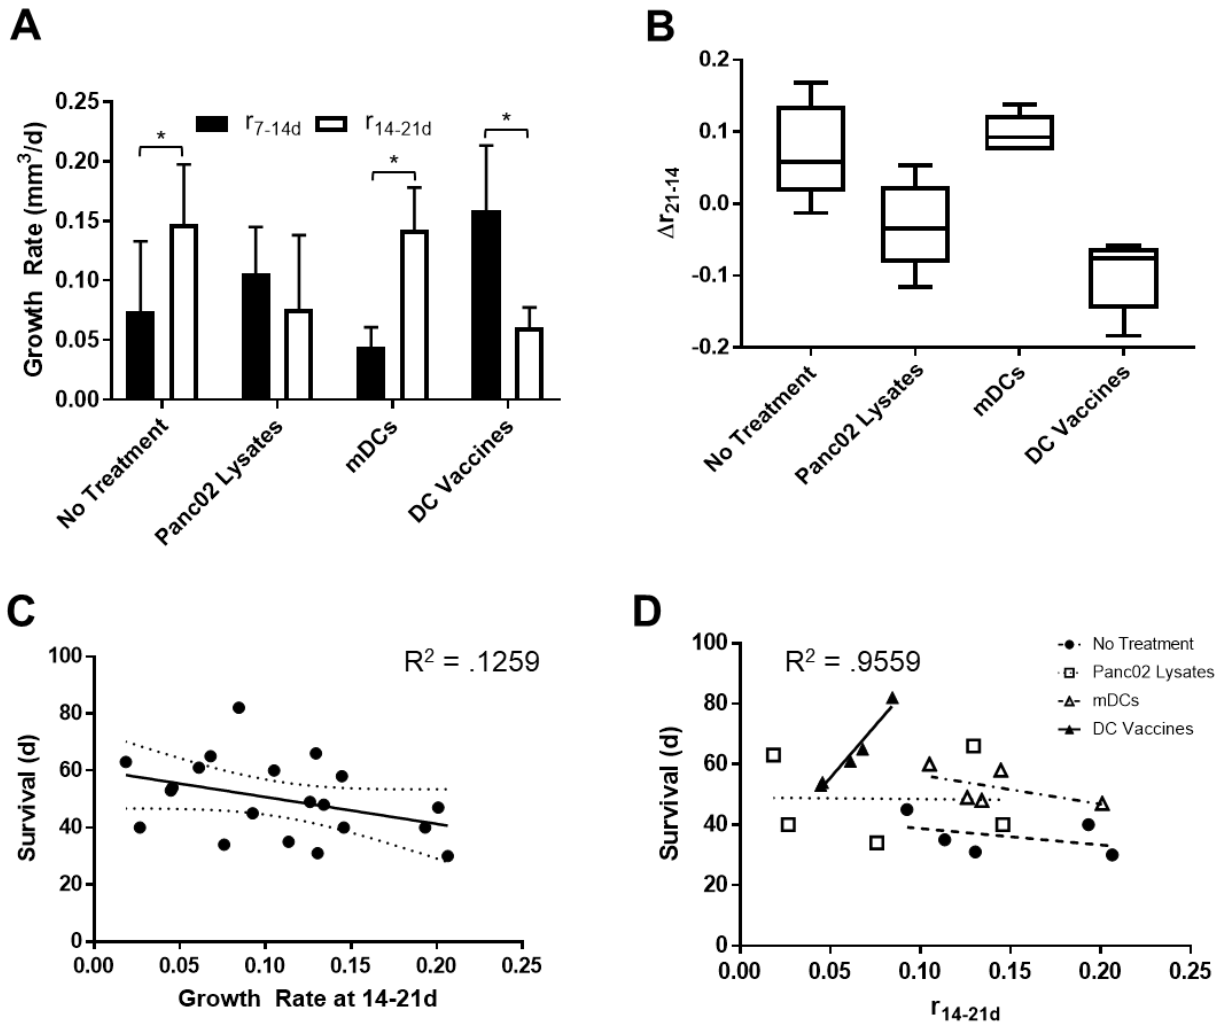 A
0.25
0.20
0.15
0.10
0.05
0.00
Growth Rate (mm³/d)
r7-14d
r14-21d
*
*
*
No Treatment
Panc02 Lysates
mDCs
DC Vaccines
B
0.2
0.1
0.0
-0.1
-0.2
Δr21-14
No Treatment
Panc02 Lysates
mDCs
DC Vaccines
C
R² = .1259
100
80
60
40
20
0
Survival (d)
0.00
0.05
0.10
0.15
0.20
0.25
Growth Rate at 14-21d
D
R² = .9559
No Treatment
Panc02 Lysates
mDCs
DC Vaccines
100
80
60
40
20
0
Survival (d)
0.00
0.05
0.10
0.15
0.20
0.25
r14-21d